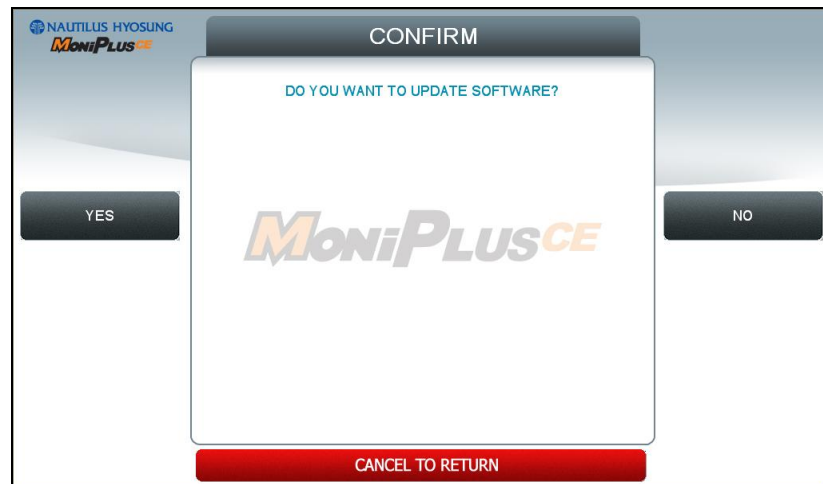 NAUTILUS HYOSUNG
MONiPLUSCE
CONFIRM
DO YOU WANT TO UPDATE SOFTWARE?
YES
MONiPLUSCE
NO
CANCEL TO RETURN